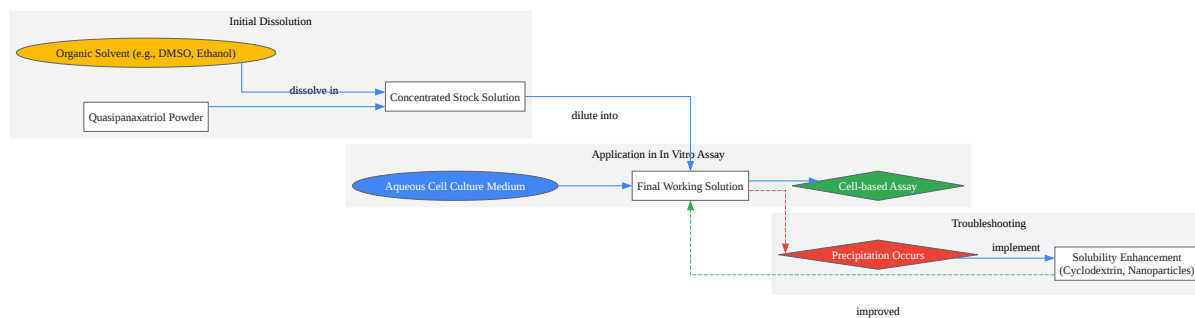 Initial Dissolution
Organic Solvent (e.g., DMSO, Ethanol)
dissolve in
Concentrated Stock Solution
Quasipanaxatriol Powder
dilute into
Application in In Vitro Assay
Aqueous Cell Culture Medium
Final Working Solution
Cell-based Assay
Troubleshooting
Precipitation Occurs
implement
Solubility Enhancement
(Cyclodextrin, Nanoparticles)
improved